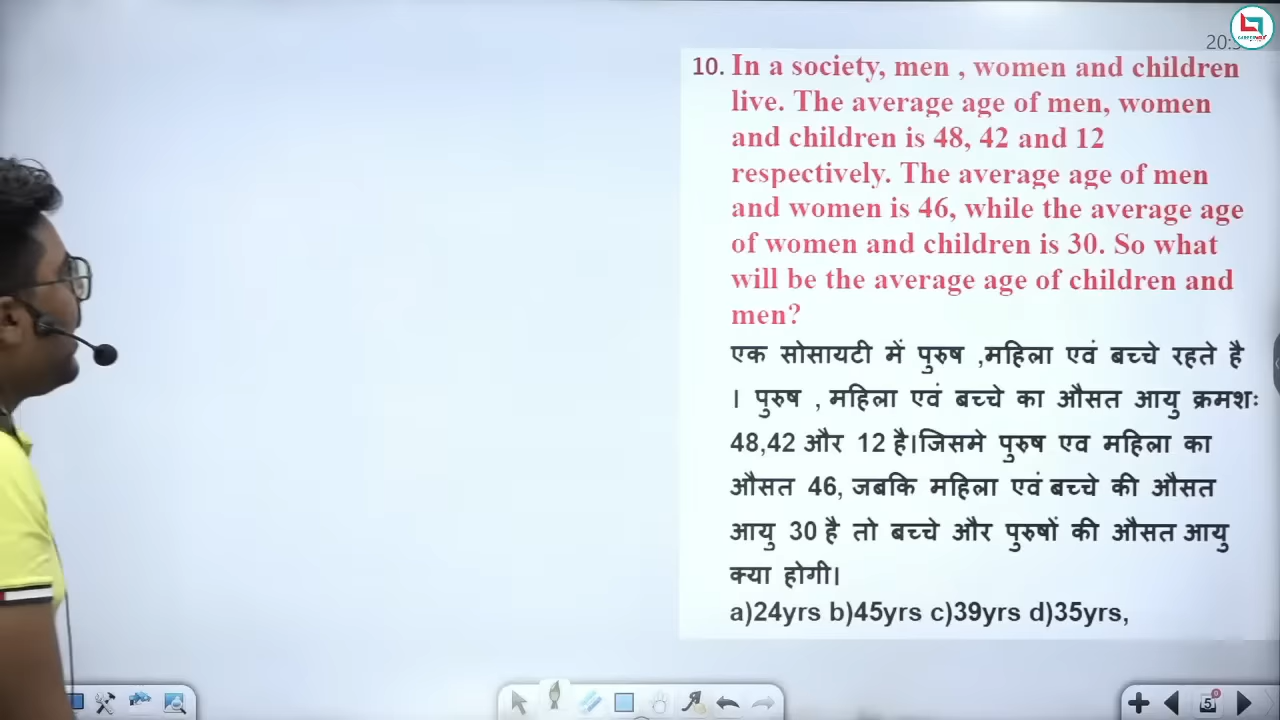 20:
10. In a society, men , women and children
live. The average age of men, women
and children is 48, 42 and 12
respectively. The average age of men
and women is 46, while the average age
of women and children is 30. So what
will be the average age of children and
men?
एक सोसायटी में पुरुष ,महिला एवं बच्चे रहते है
। पुरुष , महिला एवं बच्चे का औसत आयु क्रमशः
48,42 और 12 है।जिसमे पुरुष एव महिला का
औसत 46, जबकि महिला एवं बच्चे की औसत
आयु 30 है तो बच्चे और पुरुषों की औसत आयु
क्या होगी।
a)24yrs b)45yrs c)39yrs d)35yrs,
5